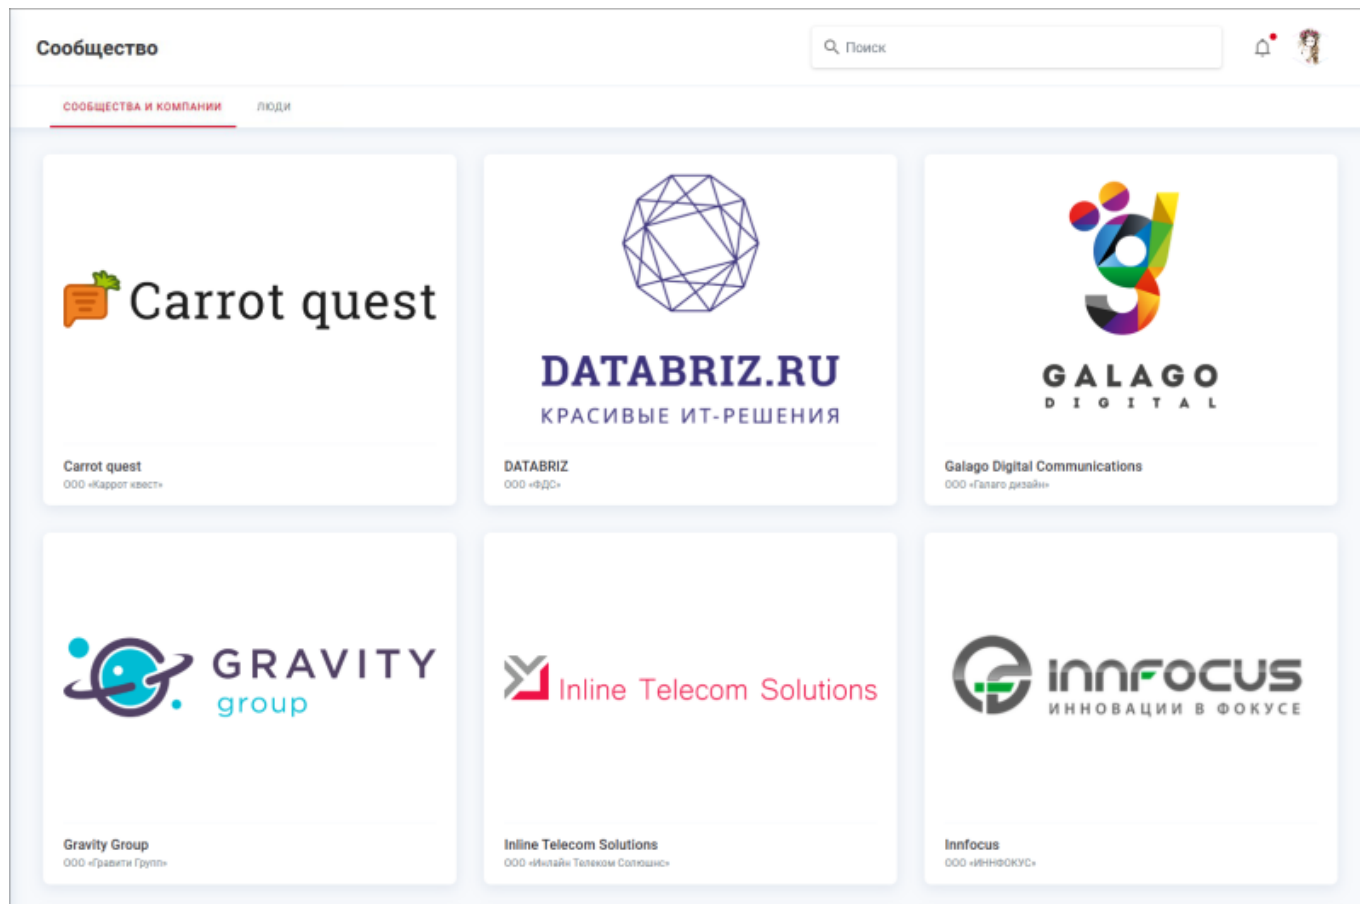 Сообщество
Поиск
СООБЩЕСТВА И КОМПАНИИ
ЛЮДИ
Carrot quest
Carrot quest
ООО «Каррот квест»
DATABRIZ.RU
КРАСИВЫЕ ИТ-РЕШЕНИЯ
DATABRIZ
ООО «ФДС»
GALAGO
DIGITAL
Galago Digital Communications
ООО «Галаго дизайн»
GRAVITY
group
Gravity Group
ООО «Гравити Групп»
Inline Telecom Solutions
Inline Telecom Solutions
ООО «Инлайн Телеком Солюшнс»
INNFOCUS
ИННОВАЦИИ В ФОКУСЕ
Innfocus
ООО «ИННФОКУС»